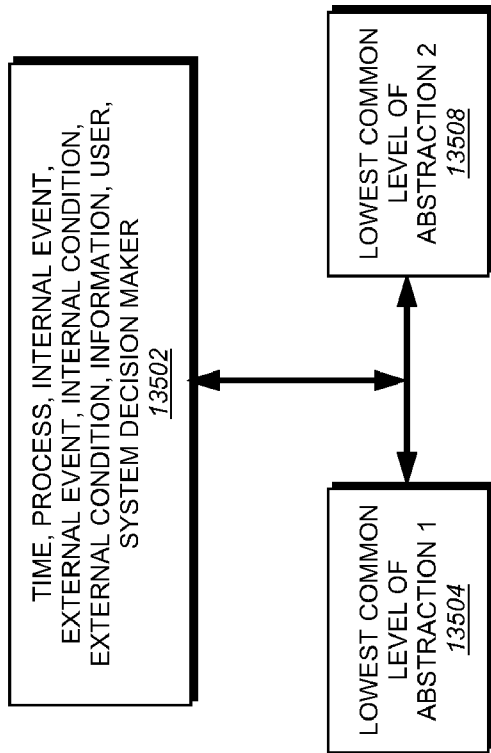 TIME, PROCESS, INTERNAL EVENT,
EXTERNAL EVENT, INTERNAL CONDITION,
EXTERNAL CONDITION, INFORMATION, USER,
SYSTEM DECISION MAKER
13502
LOWEST COMMON
LEVEL OF
ABSTRACTION 1
13504
LOWEST COMMON
LEVEL OF
ABSTRACTION 2
13508